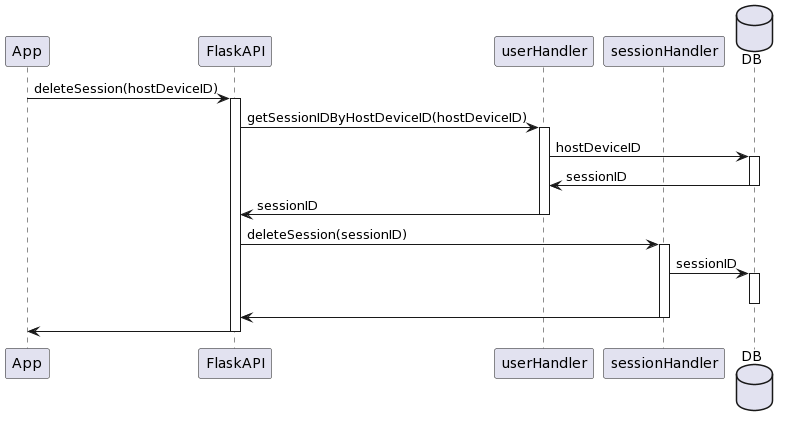 App
FlaskAPI
userHandler
sessionHandler
DB
deleteSession(hostDeviceID)
getSessionIDByHostDeviceID(hostDeviceID)
hostDeviceID
sessionID
sessionID
deleteSession(sessionID)
sessionID
App
FlaskAPI
userHandler
sessionHandler
DB